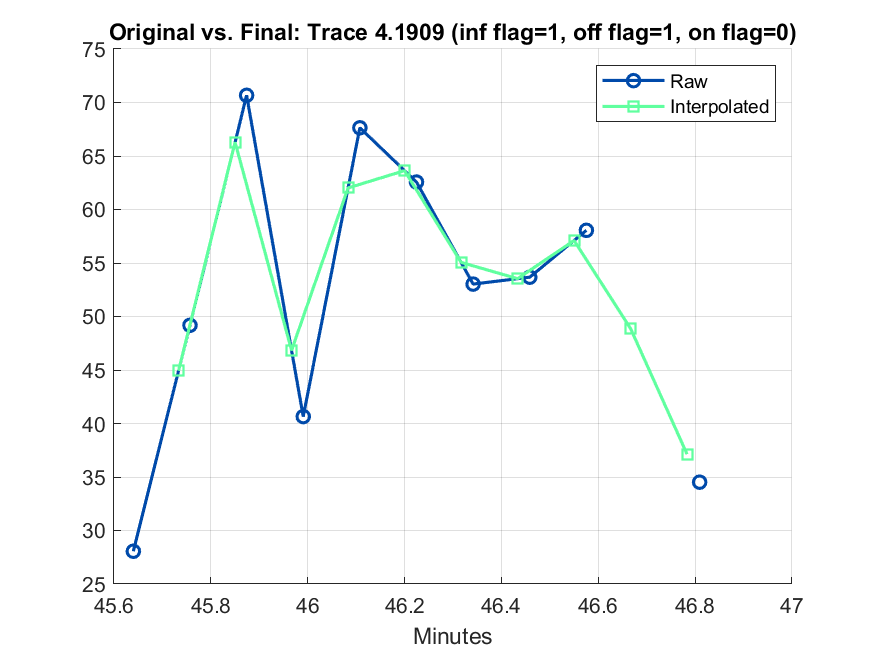 Original vs. Final: Trace 4.1909 (inf flag=1, off flag=1, on flag=0)
75
70
65
60
55
50
45
40
35
30
25
Raw
Interpolated
45.6 45.8 46 46.2 46.4 46.6 46.8 47
Minutes